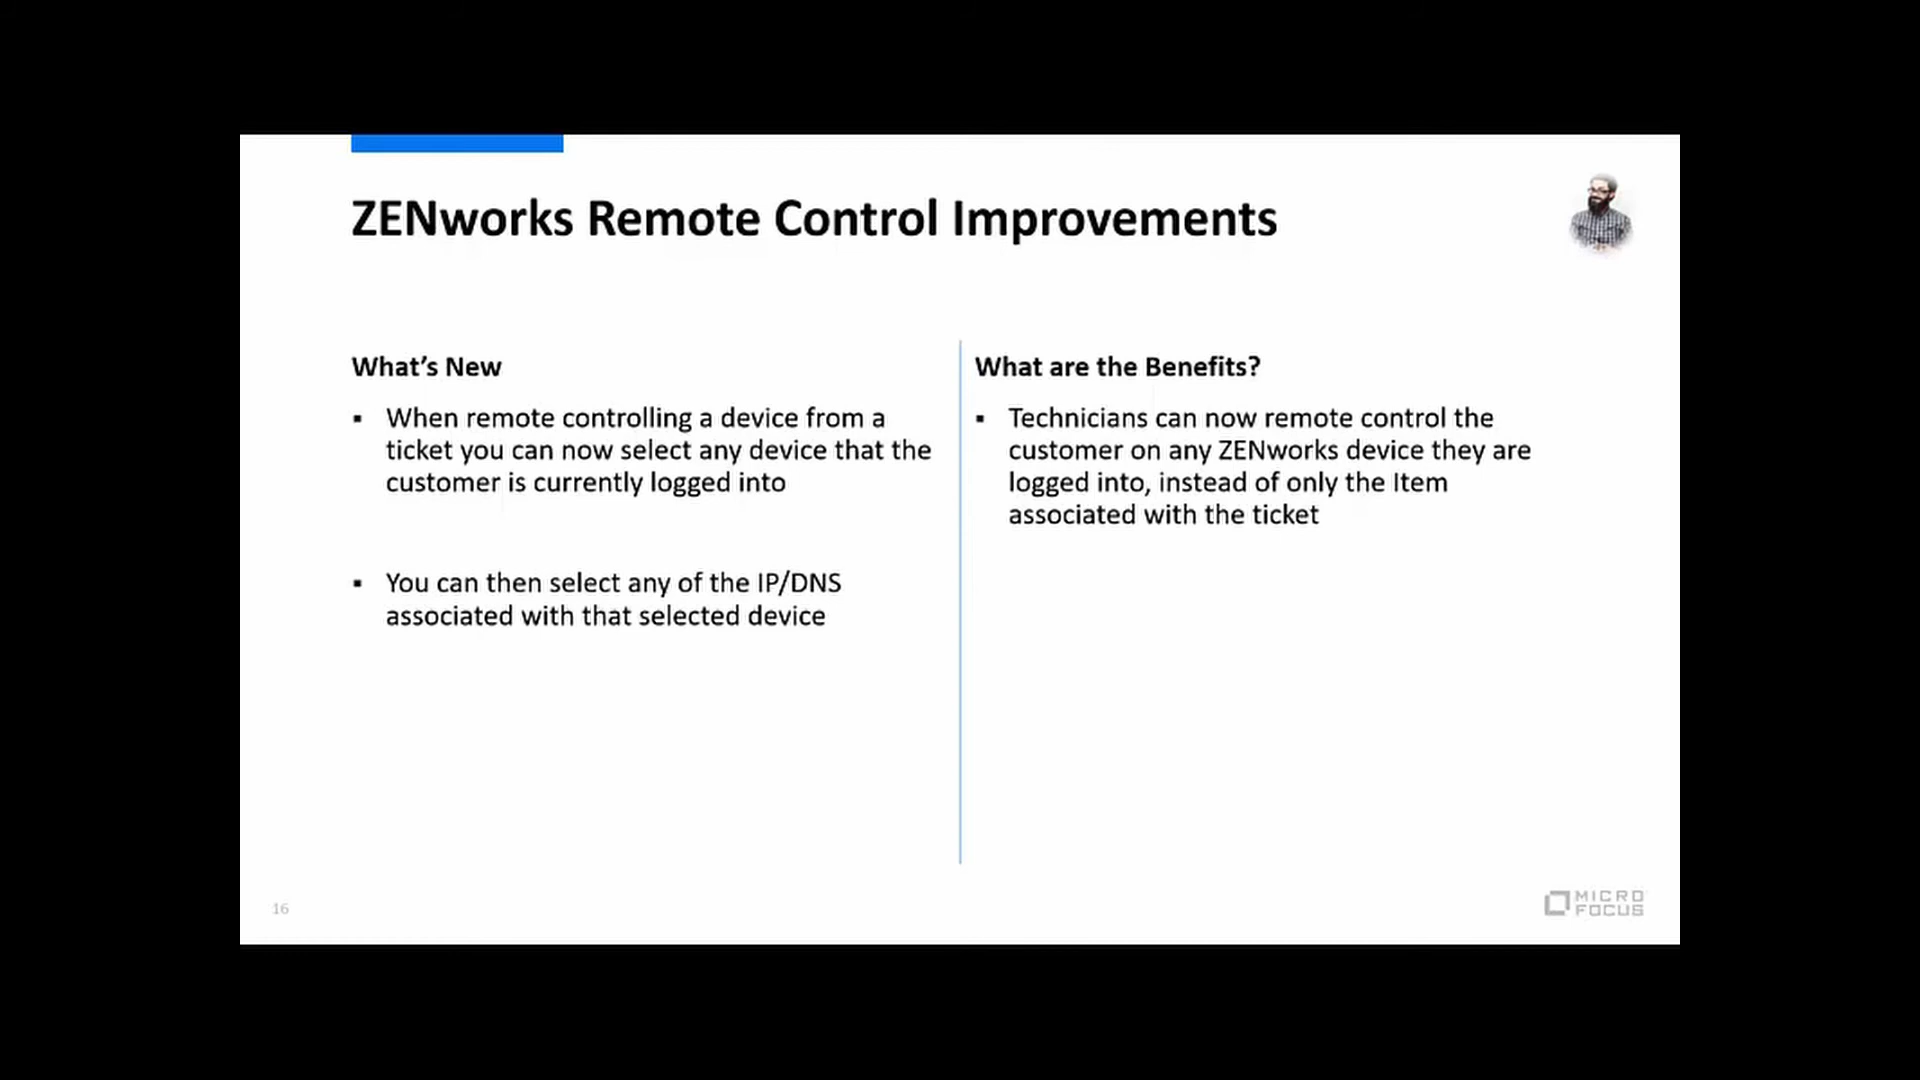 ZENworks Remote Control Improvements
What's New
▪ When remote controlling a device from a
ticket you can now select any device that the
customer is currently logged into
▪ You can then select any of the IP/DNS
associated with that selected device
What are the Benefits?
▪ Technicians can now remote control the
customer on any ZENworks device they are
logged into, instead of only the Item
associated with the ticket
16
MICRO
FOCUS